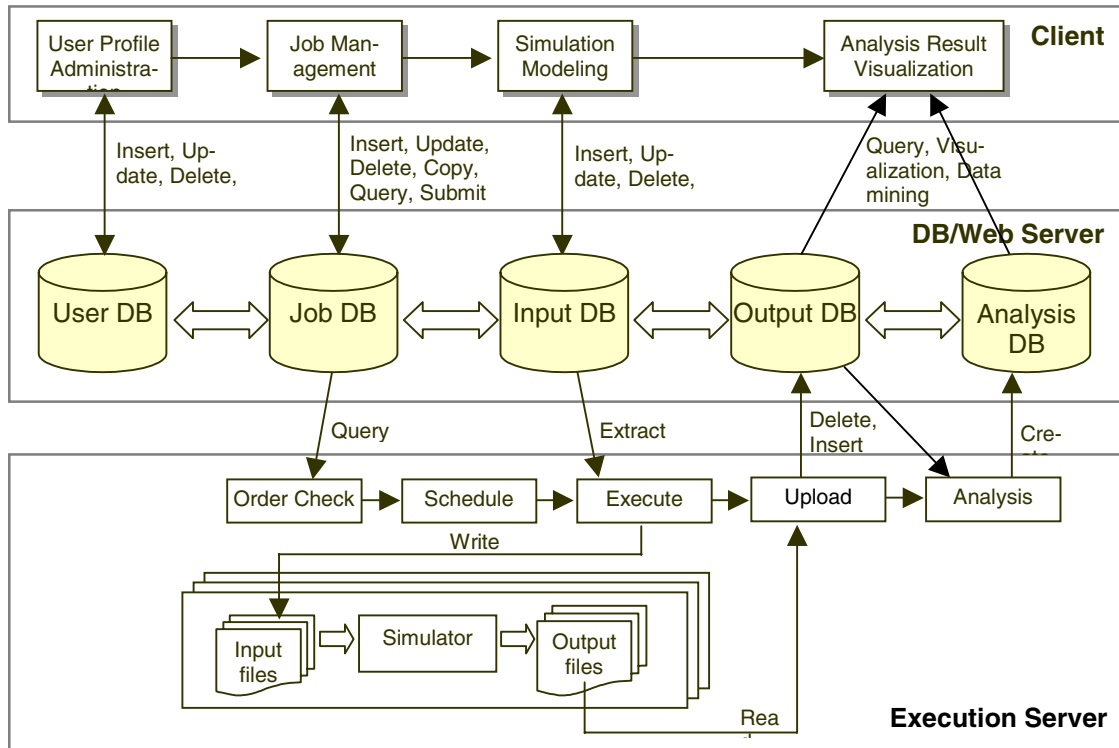 User Profile
Administra-
tion
Job Man-
agement
Simulation
Modeling
Analysis Result
Visualization
Client
Insert, Up-
date, Delete,
Insert, Update,
Delete, Copy,
Query, Submit
Insert, Up-
date, Delete,
Query, Visu-
alization, Data
mining
DB/Web Server
User DB
Job DB
Input DB
Output DB
Analysis
DB
Query
Extract
Delete,
Insert
Cre-
Order Check
Schedule
Execute
Upload
Analysis
Write
Input
files
Simulator
Output
files
Rea
Execution Server